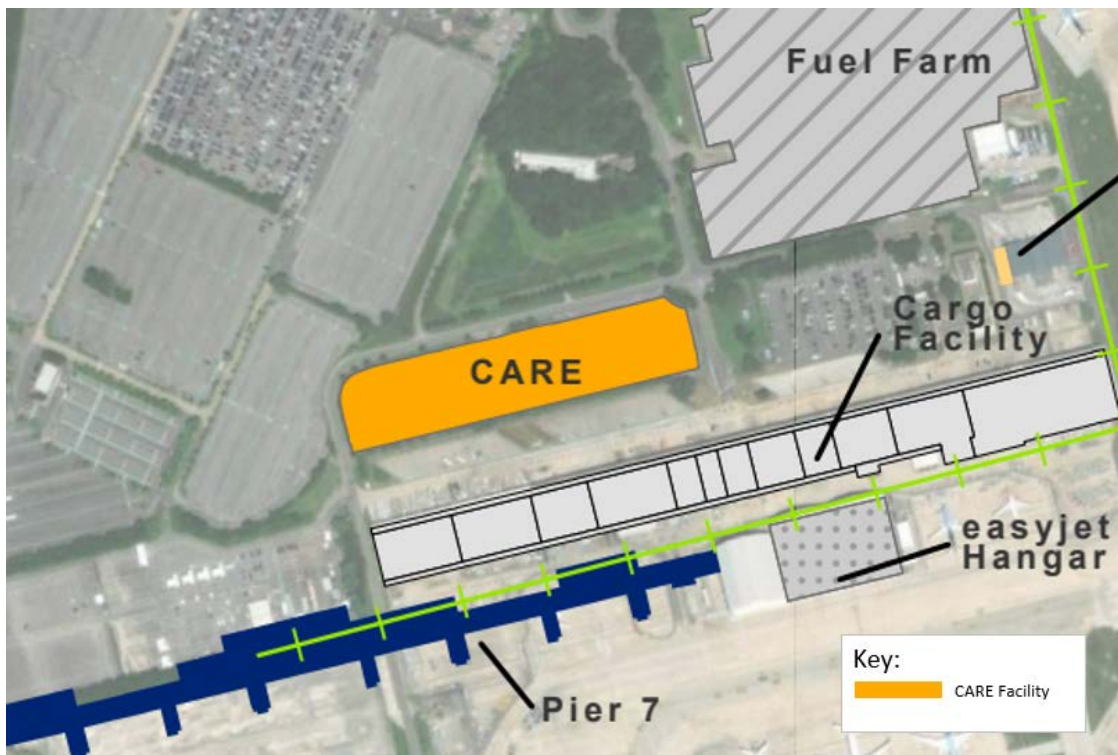 Fuel Farm
Cargo
Facility
CARE
easyjet
Hangar
Pier 7
Key:
CARE Facility